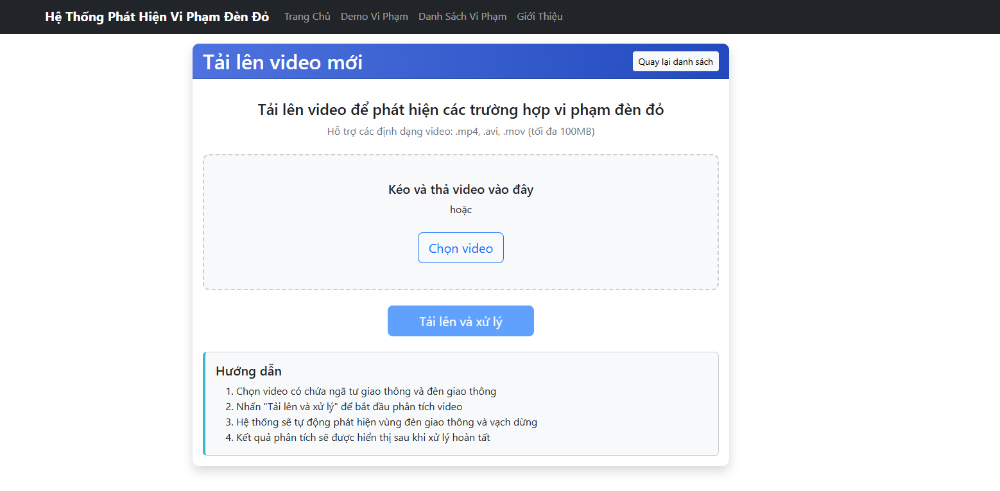 Hệ Thống Phát Hiện Vi Phạm Đèn Đỏ Trang Chủ Demo Vi Phạm Danh Sách Vi Phạm Giới Thiệu
Tải lên video mới Quay lại danh sách
Tải lên video để phát hiện các trường hợp vi phạm đèn đỏ
Hỗ trợ các định dạng video: .mp4, .avi, .mov (tối đa 100MB)
Kéo và thả video vào đây
hoặc
Chọn video
Tải lên và xử lý
Hướng dẫn
1. Chọn video có chứa ngã tư giao thông và đèn giao thông
2. Nhấn "Tải lên và xử lý" để bắt đầu phân tích video
3. Hệ thống sẽ tự động phát hiện vùng đèn giao thông và vạch dừng
4. Kết quả phân tích sẽ được hiển thị sau khi xử lý hoàn tất